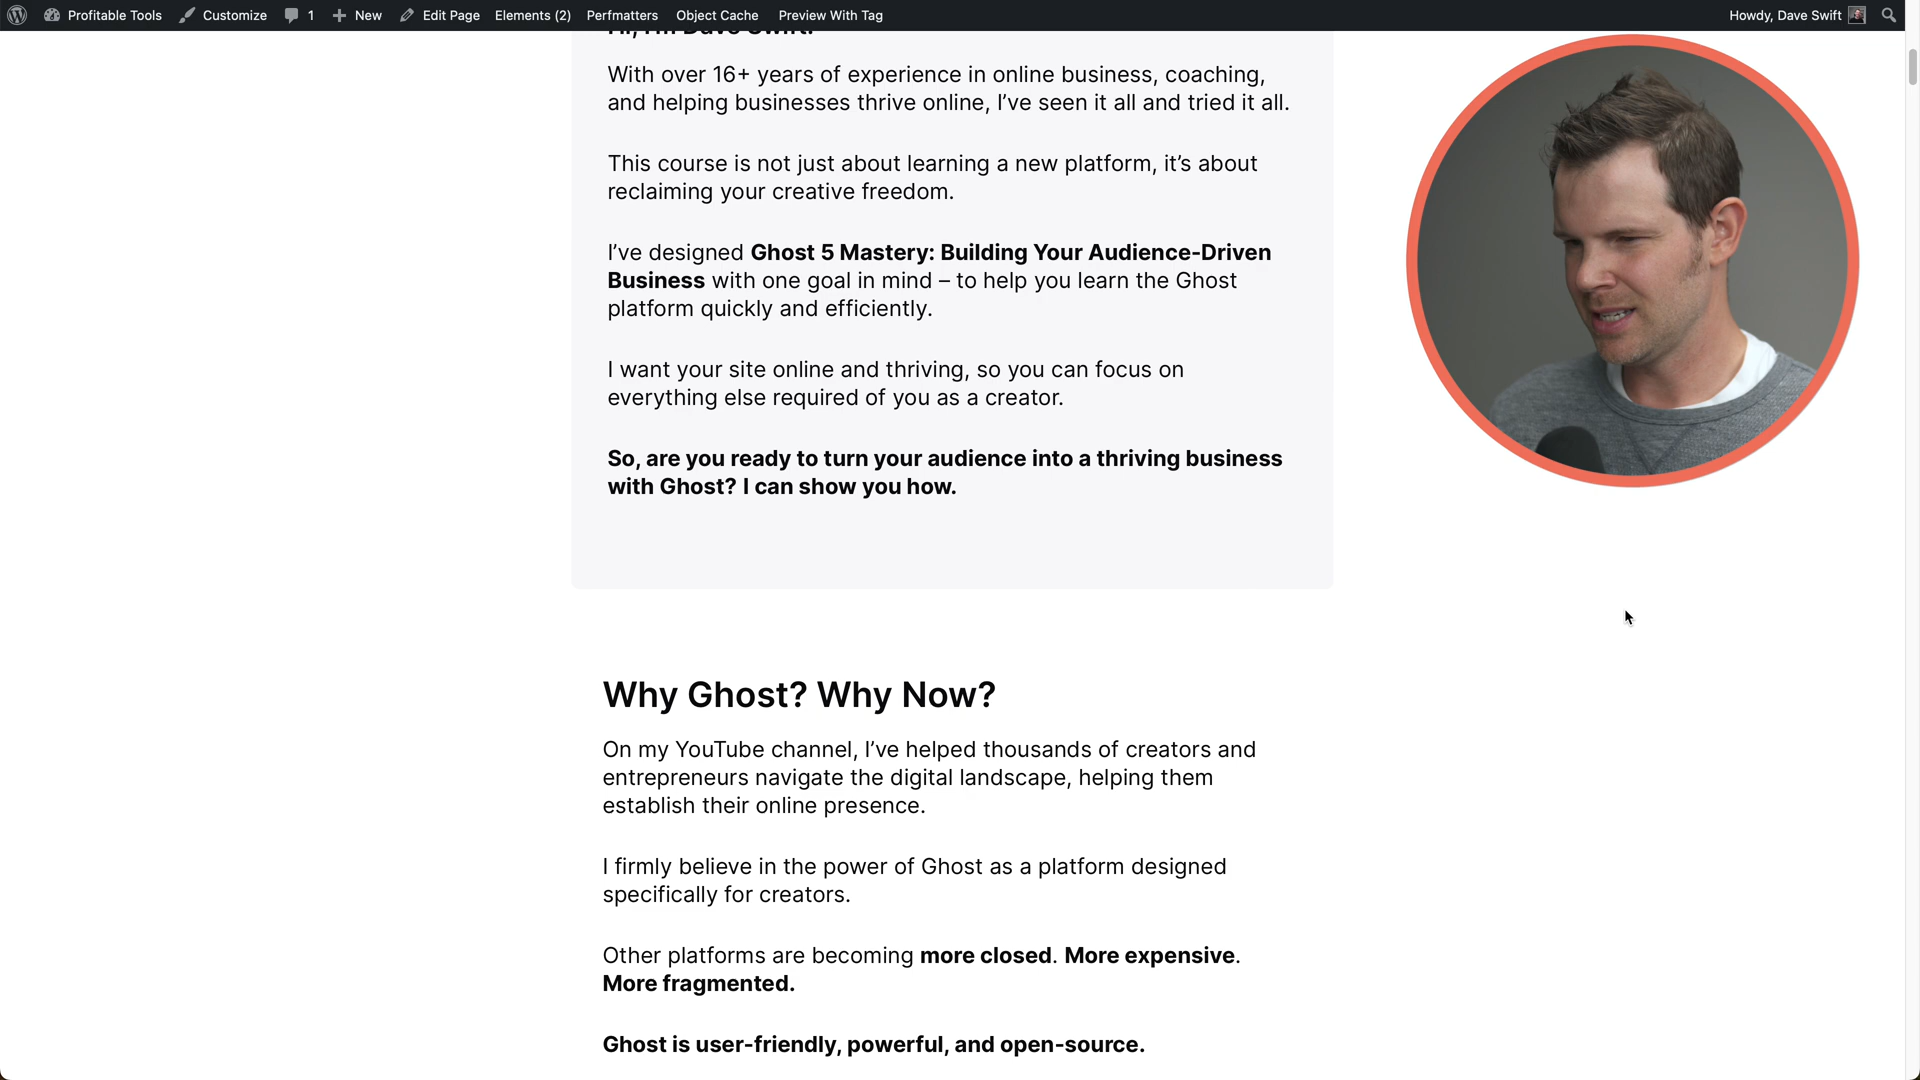 Profitable Tools Customize 1 New Edit Page Elements (2) Perfmatters Object Cache Preview With Tag Howdy, Dave Swift
Hi, I'm Dave Swift.
With over 16+ years of experience in online business, coaching,
and helping businesses thrive online, I’ve seen it all and tried it all.
This course is not just about learning a new platform, it’s about
reclaiming your creative freedom.
I’ve designed Ghost 5 Mastery: Building Your Audience-Driven
Business with one goal in mind – to help you learn the Ghost
platform quickly and efficiently.
I want your site online and thriving, so you can focus on
everything else required of you as a creator.
So, are you ready to turn your audience into a thriving business
with Ghost? I can show you how.
Why Ghost? Why Now?
On my YouTube channel, I’ve helped thousands of creators and
entrepreneurs navigate the digital landscape, helping them
establish their online presence.
I firmly believe in the power of Ghost as a platform designed
specifically for creators.
Other platforms are becoming more closed. More expensive.
More fragmented.
Ghost is user-friendly, powerful, and open-source.